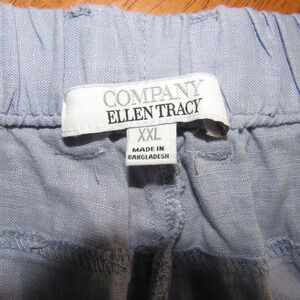 COMPANY
ELLEN TRACY
XXL
MADE IN
BANGLADESH